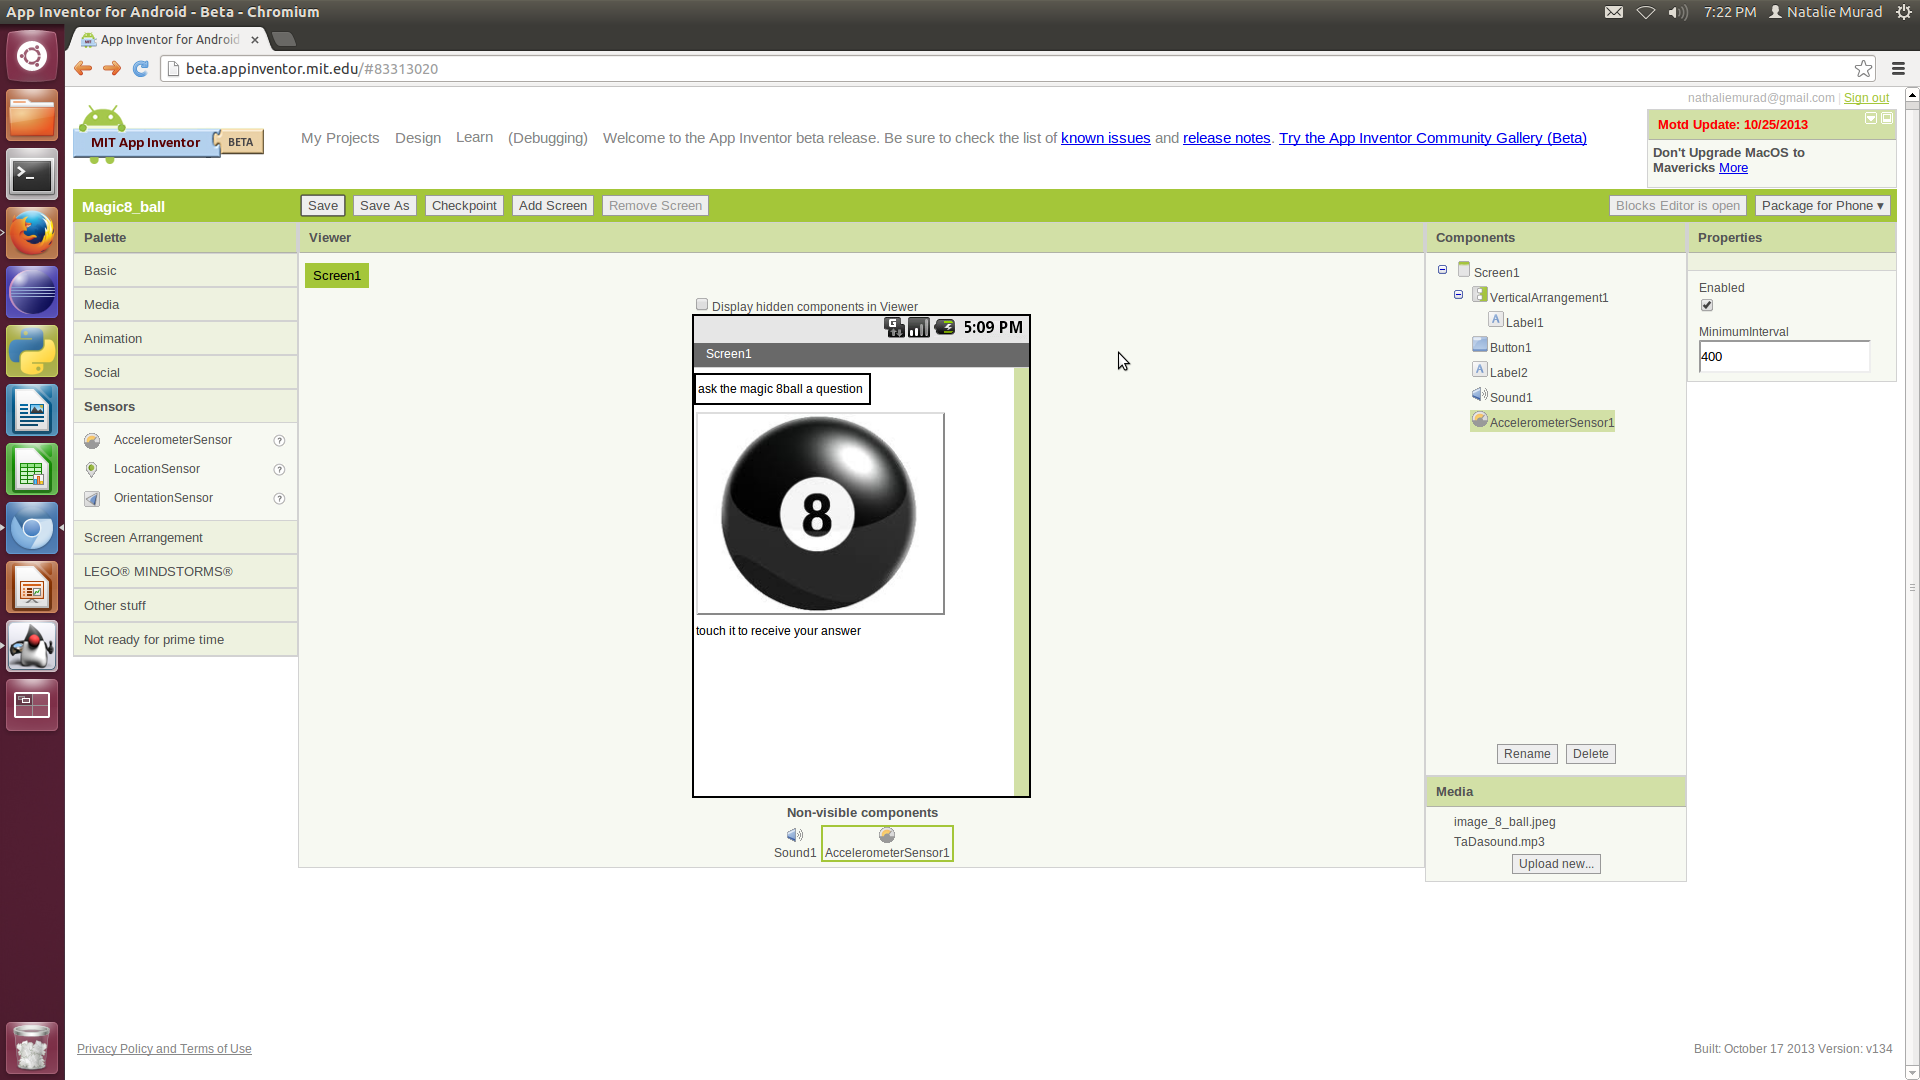 App Inventor for Android - Beta - Chromium
7:22 PM Natalie Murad
App Inventor for Android
beta.appinventor.mit.edu/#83313020
nathaliemurad@gmail.com | Sign out
MIT App Inventor BETA
My Projects Design Learn (Debugging) Welcome to the App Inventor beta release. Be sure to check the list of known issues and release notes. Try the App Inventor Community Gallery (Beta)
Motd Update: 10/25/2013
Don't Upgrade MacOS to
Mavericks More
Magic8_ball
Save Save As Checkpoint Add Screen Remove Screen
Blocks Editor is open Package for Phone ▾
Palette
Basic
Media
Animation
Social
Sensors
AccelerometerSensor ?
LocationSensor ?
OrientationSensor ?
Screen Arrangement
LEGO® MINDSTORMS®
Other stuff
Not ready for prime time
Viewer
Screen1
Display hidden components in Viewer
5:09 PM
Screen1
ask the magic 8ball a question
8
touch it to receive your answer
Non-visible components
Sound1
AccelerometerSensor1
Components
Screen1
VerticalArrangement1
A Label1
Button1
A Label2
Sound1
AccelerometerSensor1
Rename Delete
Media
image_8_ball.jpeg
TaDasound.mp3
Upload new...
Properties
Enabled
MinimumInterval
400
Privacy Policy and Terms of Use
Built: October 17 2013 Version: v134